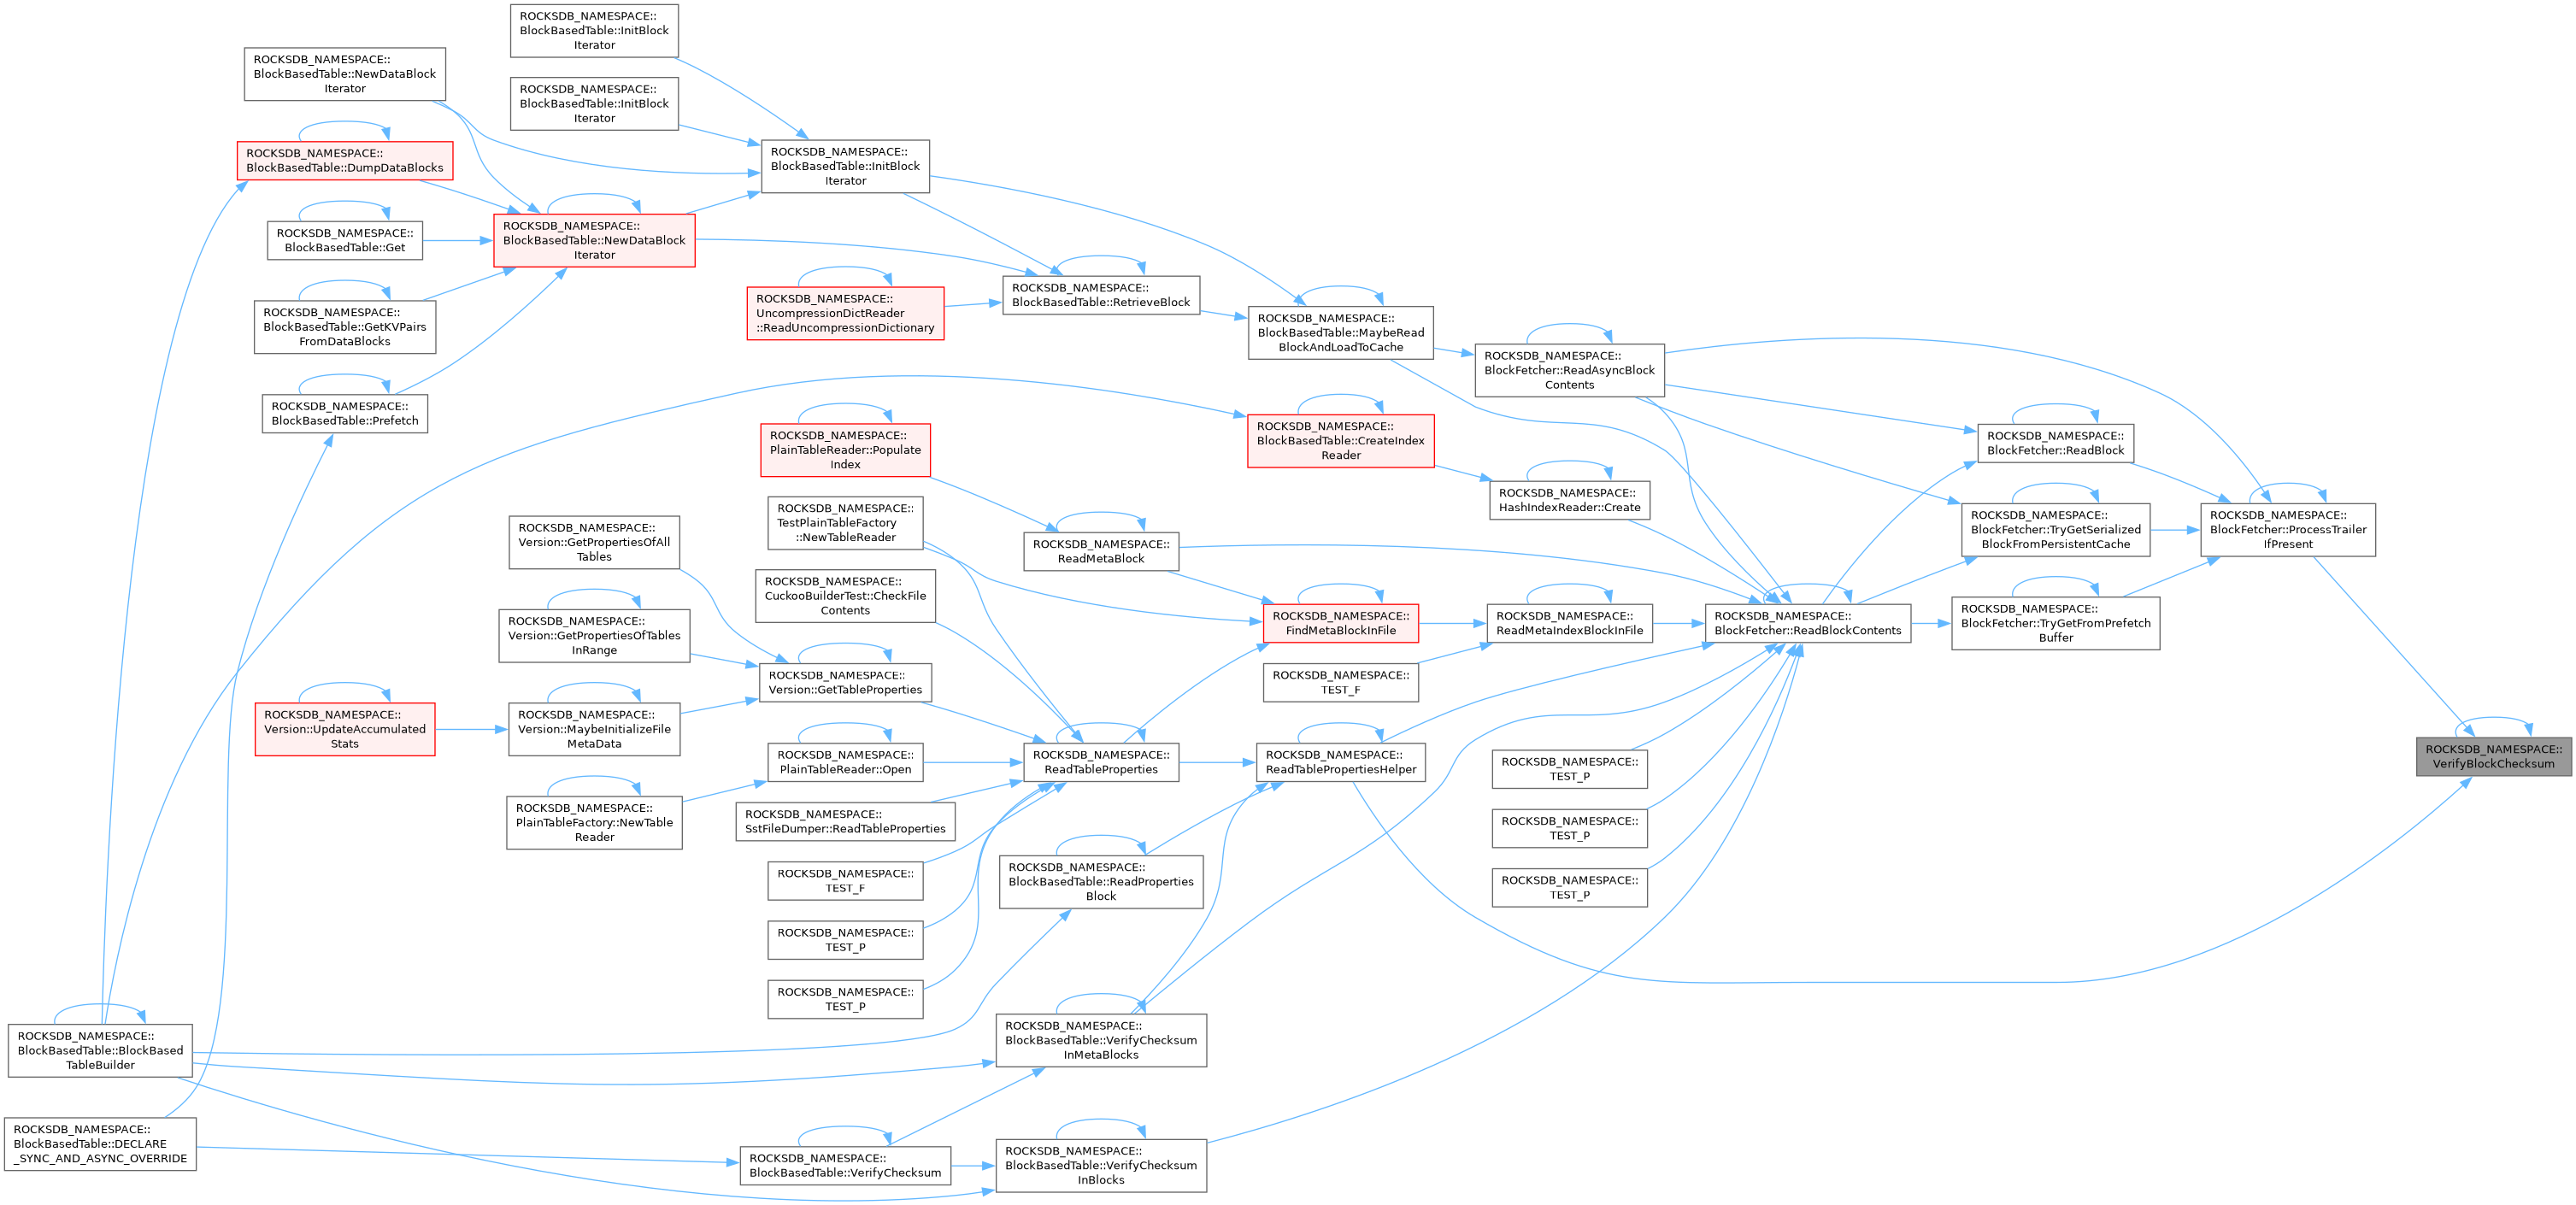 ROCKSDB_NAMESPACE::
BlockBasedTable::InitBlock
Iterator
ROCKSDB_NAMESPACE::
BlockBasedTable::NewDataBlock
Iterator
ROCKSDB_NAMESPACE::
BlockBasedTable::InitBlock
Iterator
ROCKSDB_NAMESPACE::
BlockBasedTable::DumpDataBlocks
ROCKSDB_NAMESPACE::
BlockBasedTable::InitBlock
Iterator
ROCKSDB_NAMESPACE::
BlockBasedTable::Get
ROCKSDB_NAMESPACE::
BlockBasedTable::NewDataBlock
Iterator
ROCKSDB_NAMESPACE::
BlockBasedTable::GetKVPairs
FromDataBlocks
ROCKSDB_NAMESPACE::
UncompressionDictReader
::ReadUncompressionDictionary
ROCKSDB_NAMESPACE::
BlockBasedTable::RetrieveBlock
ROCKSDB_NAMESPACE::
BlockBasedTable::MaybeRead
BlockAndLoadToCache
ROCKSDB_NAMESPACE::
BlockFetcher::ReadAsyncBlock
Contents
ROCKSDB_NAMESPACE::
BlockBasedTable::Prefetch
ROCKSDB_NAMESPACE::
PlainTableReader::Populate
Index
ROCKSDB_NAMESPACE::
BlockBasedTable::CreateIndex
Reader
ROCKSDB_NAMESPACE::
BlockFetcher::ReadBlock
ROCKSDB_NAMESPACE::
HashIndexReader::Create
ROCKSDB_NAMESPACE::
TestPlainTableFactory
::NewTableReader
ROCKSDB_NAMESPACE::
BlockFetcher::TryGetSerialized
BlockFromPersistentCache
ROCKSDB_NAMESPACE::
BlockFetcher::ProcessTrailer
IfPresent
ROCKSDB_NAMESPACE::
Version::GetPropertiesOfAll
Tables
ROCKSDB_NAMESPACE::
ReadMetaBlock
ROCKSDB_NAMESPACE::
CuckooBuilderTest::CheckFile
Contents
ROCKSDB_NAMESPACE::
Version::GetPropertiesOfTables
InRange
ROCKSDB_NAMESPACE::
FindMetaBlockInFile
ROCKSDB_NAMESPACE::
ReadMetaIndexBlockInFile
ROCKSDB_NAMESPACE::
BlockFetcher::ReadBlockContents
ROCKSDB_NAMESPACE::
BlockFetcher::TryGetFromPrefetch
Buffer
ROCKSDB_NAMESPACE::
Version::GetTableProperties
ROCKSDB_NAMESPACE::
TEST_F
ROCKSDB_NAMESPACE::
Version::UpdateAccumulated
Stats
ROCKSDB_NAMESPACE::
Version::MaybeInitializeFile
MetaData
ROCKSDB_NAMESPACE::
PlainTableReader::Open
ROCKSDB_NAMESPACE::
ReadTableProperties
ROCKSDB_NAMESPACE::
ReadTablePropertiesHelper
ROCKSDB_NAMESPACE::
TEST_P
ROCKSDB_NAMESPACE::
VerifyBlockChecksum
ROCKSDB_NAMESPACE::
PlainTableFactory::NewTable
Reader
ROCKSDB_NAMESPACE::
SstFileDumper::ReadTableProperties
ROCKSDB_NAMESPACE::
TEST_P
ROCKSDB_NAMESPACE::
TEST_F
ROCKSDB_NAMESPACE::
BlockBasedTable::ReadProperties
Block
ROCKSDB_NAMESPACE::
TEST_P
ROCKSDB_NAMESPACE::
TEST_P
ROCKSDB_NAMESPACE::
TEST_P
ROCKSDB_NAMESPACE::
BlockBasedTable::BlockBased
TableBuilder
ROCKSDB_NAMESPACE::
BlockBasedTable::VerifyChecksum
InMetaBlocks
ROCKSDB_NAMESPACE::
BlockBasedTable::DECLARE
_SYNC_AND_ASYNC_OVERRIDE
ROCKSDB_NAMESPACE::
BlockBasedTable::VerifyChecksum
ROCKSDB_NAMESPACE::
BlockBasedTable::VerifyChecksum
InBlocks